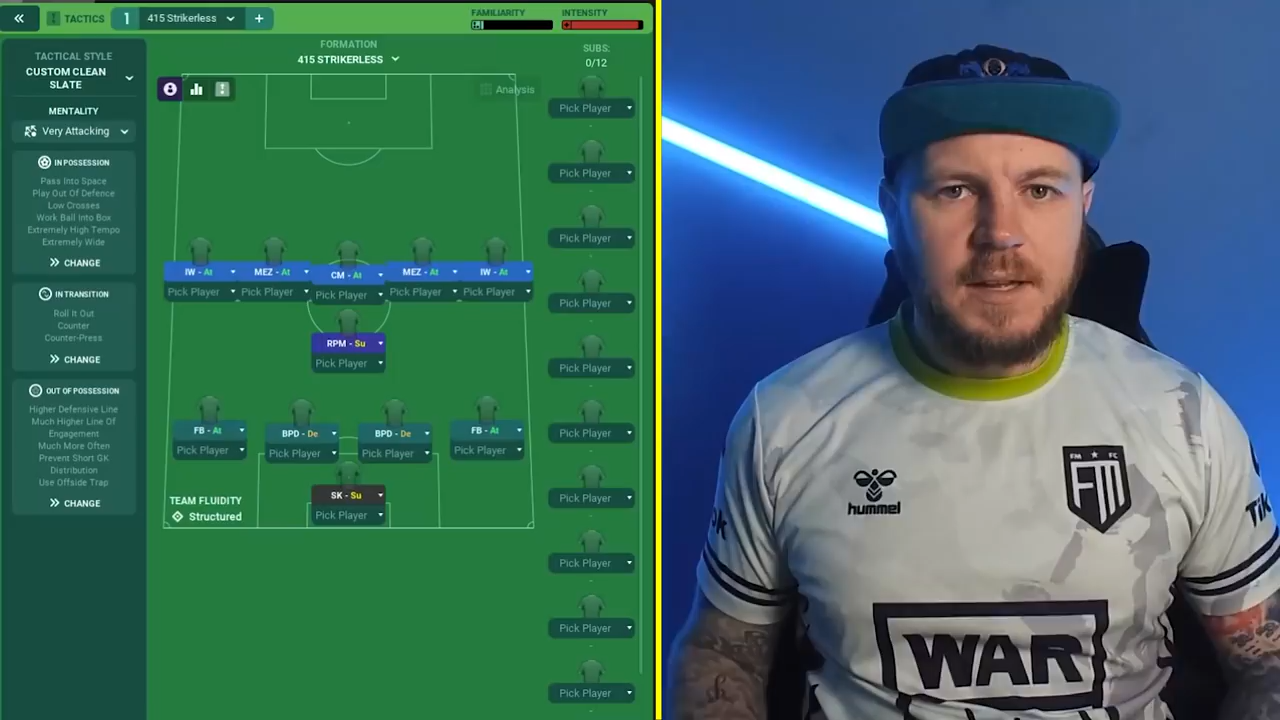 TACTICS
1
415 Strikerless
+
FAMILIARITY
INTENSITY
TACTICAL STYLE
CUSTOM CLEAN
SLATE
MENTALITY
Very Attacking
IN POSSESSION
Pass Into Space
Play Out Of Defence
Low Crosses
Work Ball Into Box
Extremely High Tempo
Extremely Wide
CHANGE
IN TRANSITION
Roll It Out
Counter
Counter-Press
CHANGE
OUT OF POSSESSION
Higher Defensive Line
Much Higher Line Of
Engagement
Much More Often
Prevent Short GK
Distribution
Use Offside Trap
CHANGE
FORMATION
415 STRIKERLESS
Analysis
IW - At
MEZ - At
CM - At
MEZ - At
IW - At
Pick Player
Pick Player
Pick Player
Pick Player
Pick Player
RPM - Su
Pick Player
FB - At
BPD - De
BPD - De
FB - At
Pick Player
Pick Player
Pick Player
Pick Player
SK - Su
Pick Player
TEAM FLUIDITY
Structured
SUBS:
0/12
Pick Player
Pick Player
Pick Player
Pick Player
Pick Player
Pick Player
Pick Player
Pick Player
Pick Player
Pick Player
hummel
FM FC
FM
WAR